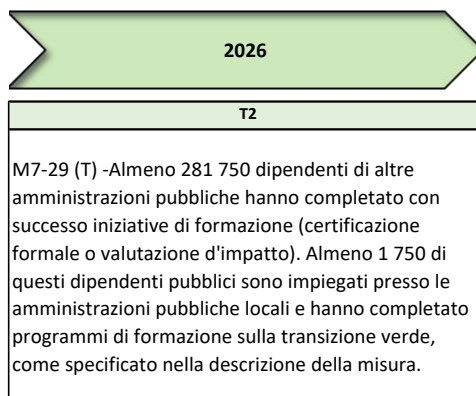 2026
T2
M7-29 (T) -Almeno 281 750 dipendenti di altre
amministrazioni pubbliche hanno completato con
successo iniziative di formazione (certificazione
formale o valutazione d'impatto). Almeno 1 750 di
questi dipendenti pubblici sono impiegati presso le
amministrazioni pubbliche locali e hanno completato
programmi di formazione sulla transizione verde,
come specificato nella descrizione della misura.